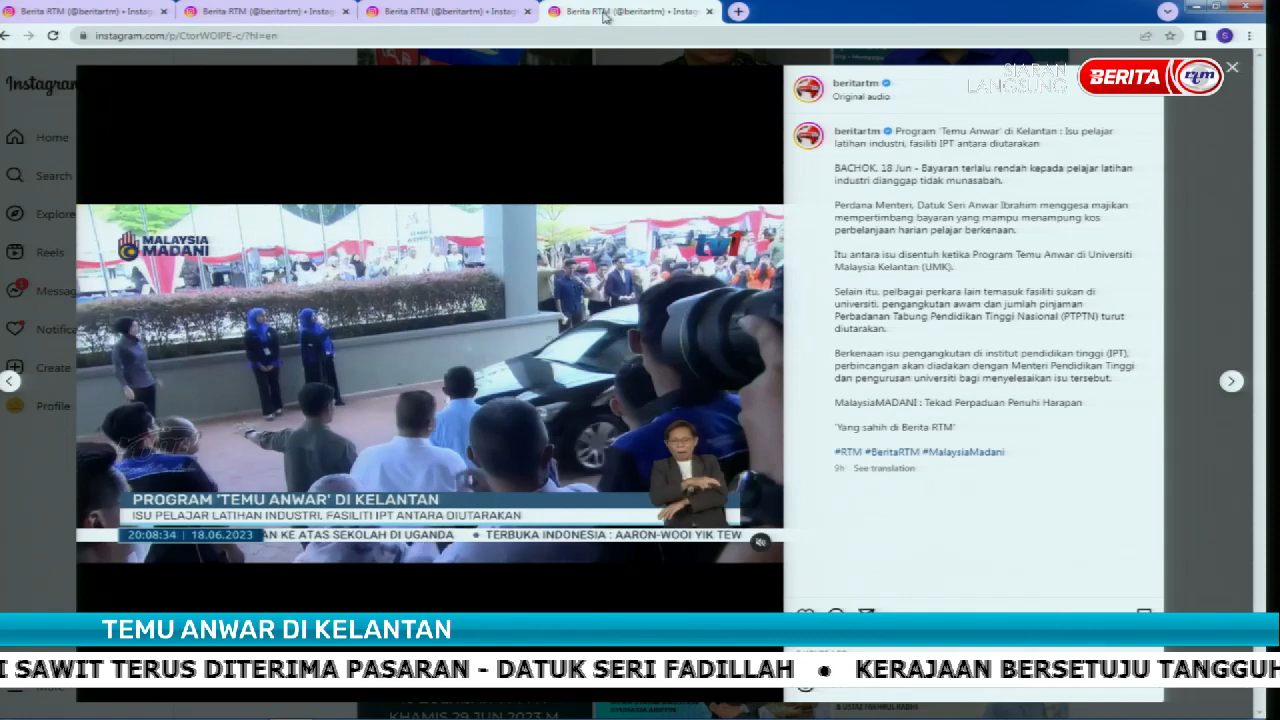 Berita RTM (@beritartm) • Instag
Berita RTM (@beritartm) • Instag
Berita RTM (@beritartm) • Instag
Berita RTM (@beritartm) • Instag
instagram.com/p/CtorWOIPE-c/?hl=en
S
SIARAN
LANGSUNG
BERITA rtm
Instagram
Home
Search
Explore
Reels
Messag
Notifica
Create
Profile
MALAYSIA
MADANI
tv1
PROGRAM 'TEMU ANWAR' DI KELANTAN
ISU PELAJAR LATIHAN INDUSTRI, FASILITI IPT ANTARA DIUTARAKAN
20:08:34 | 18.06.2023 AN KE ATAS SEKOLAH DI UGANDA • TERBUKA INDONESIA : AARON-WOOI YIK TEW
beritartm
Original audio
beritartm Program 'Temu Anwar' di Kelantan : Isu pelajar
latihan industri, fasiliti IPT antara diutarakan
BACHOK, 18 Jun - Bayaran terlalu rendah kepada pelajar latihan
industri dianggap tidak munasabah.
Perdana Menteri, Datuk Seri Anwar Ibrahim menggesa majikan
mempertimbang bayaran yang mampu menampung kos
perbelanjaan harian pelajar berkenaan.
Itu antara isu disentuh ketika Program Temu Anwar di Universiti
Malaysia Kelantan (UMK).
Selain itu, pelbagai perkara lain temasuk fasiliti sukan di
universiti, pengangkutan awam dan jumlah pinjaman
Perbadanan Tabung Pendidikan Tinggi Nasional (PTPTN) turut
diutarakan.
Berkenaan isu pengangkutan di institut pendidikan tinggi (IPT),
perbincangan akan diadakan dengan Menteri Pendidikan Tinggi
dan pengurusan universiti bagi menyelesaikan isu tersebut.
MalaysiaMADANI : Tekad Perpaduan Penuhi Harapan
'Yang sahih di Berita RTM'
#RTM #BeritaRTM #MalaysiaMadani
9h See translation
TEMU ANWAR DI KELANTAN
I SAWIT TERUS DITERIMA PASARAN - DATUK SERI FADILLAH • KERAJAAN BERSETUJU TANGGUH
KHAMIS 29 JUN 2023 M